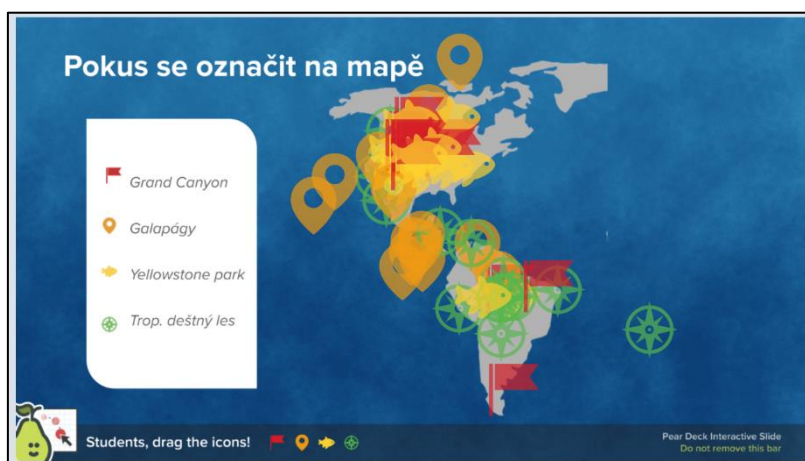 Pokus se označit na mapě
Grand Canyon
Galapágy
Yellowstone park
Trop. deštný les
Students, drag the icons!
Pear Deck Interactive Slide
Do not remove this bar